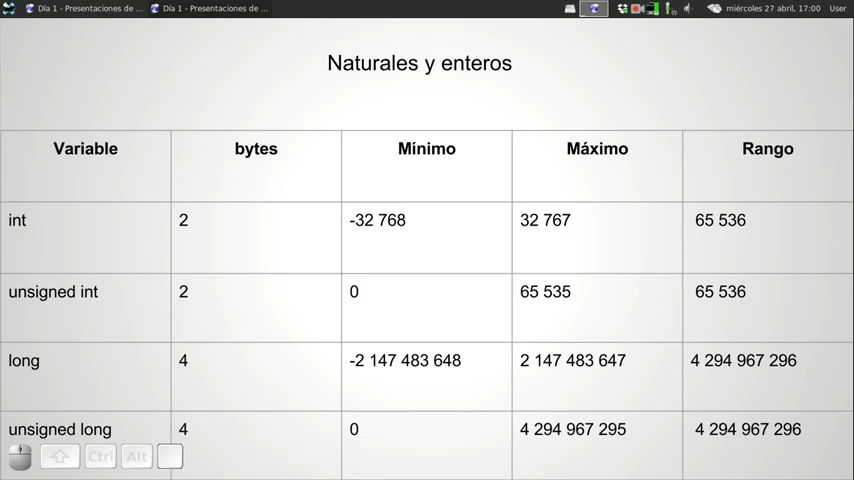 Día 1 - Presentaciones de ... Día 1 - Presentaciones de ... miércoles 27 abril, 17:00 User
Naturales y enteros
Variable bytes Mínimo Máximo Rango
int 2 -32 768 32 767 65 536
unsigned int 2 0 65 535 65 536
long 4 -2 147 483 648 2 147 483 647 4 294 967 296
unsigned long 4 0 4 294 967 295 4 294 967 296
Ctrl Alt